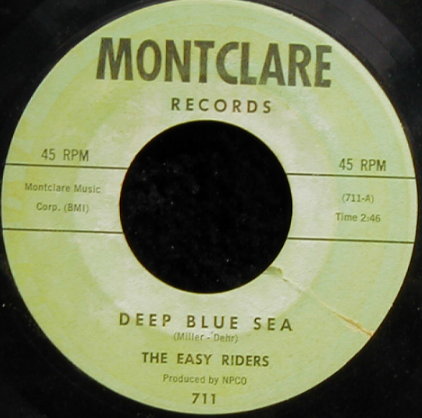 MONTCLARE
RECORDS
45 RPM
45 RPM
Montclare Music
Corp. (BMI)
(711-A)
Time 2:46
DEEP BLUE SEA
(Miller - Dehr)
THE EASY RIDERS
Produced by NPCO
711